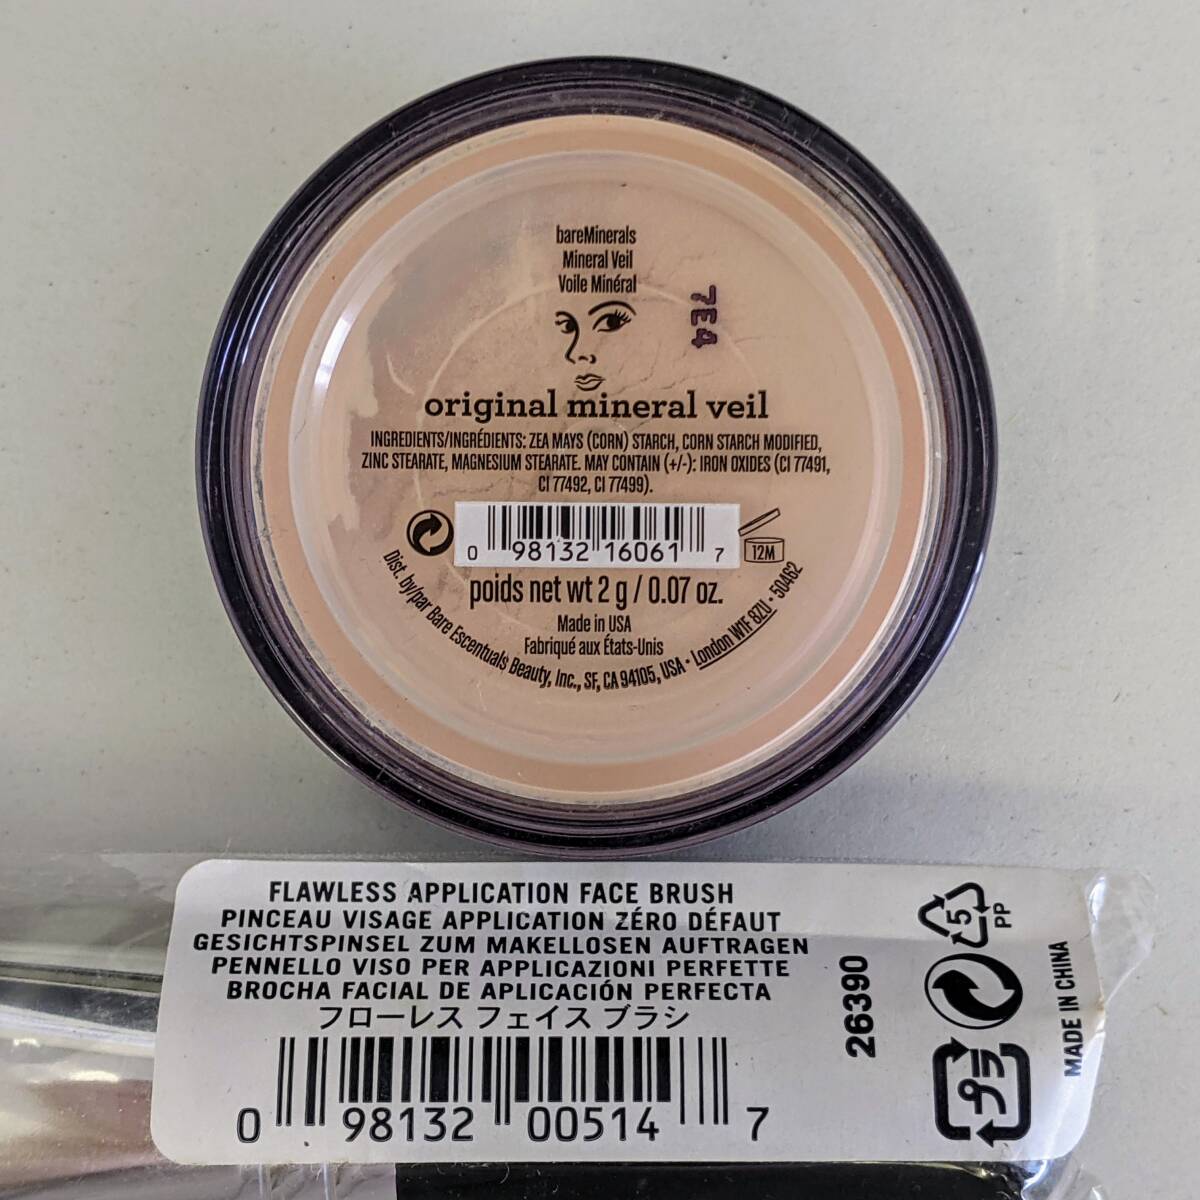 bareMinerals
Mineral Veil
Voile Minéral
7E4
original mineral veil
INGREDIENTS/INGRÉDIENTS: ZEA MAYS (CORN) STARCH, CORN STARCH MODIFIED,
ZINC STEARATE, MAGNESIUM STEARATE. MAY CONTAIN (+/-): IRON OXIDES (CI 77491,
CI 77492, CI 77499).
0 98132 16061 7
12M
poids net wt 2 g / 0.07 oz.
Made in USA
Fabriqué aux États-Unis
Dist. by/par Bare Escentuals Beauty, Inc., SF, CA 94105, USA • London W1F 8ZU • 50462
FLAWLESS APPLICATION FACE BRUSH
PINCEAU VISAGE APPLICATION ZÉRO DÉFAUT
GESICHTSPINSEL ZUM MAKELLOSEN AUFTRAGEN
PENNELLO VISO PER APPLICAZIONI PERFETTE
BROCHA FACIAL DE APLICACIÓN PERFECTA
フローレス フェイス ブラシ
0 98132 00514 7
26390
5
PP
プラ
MADE IN CHINA